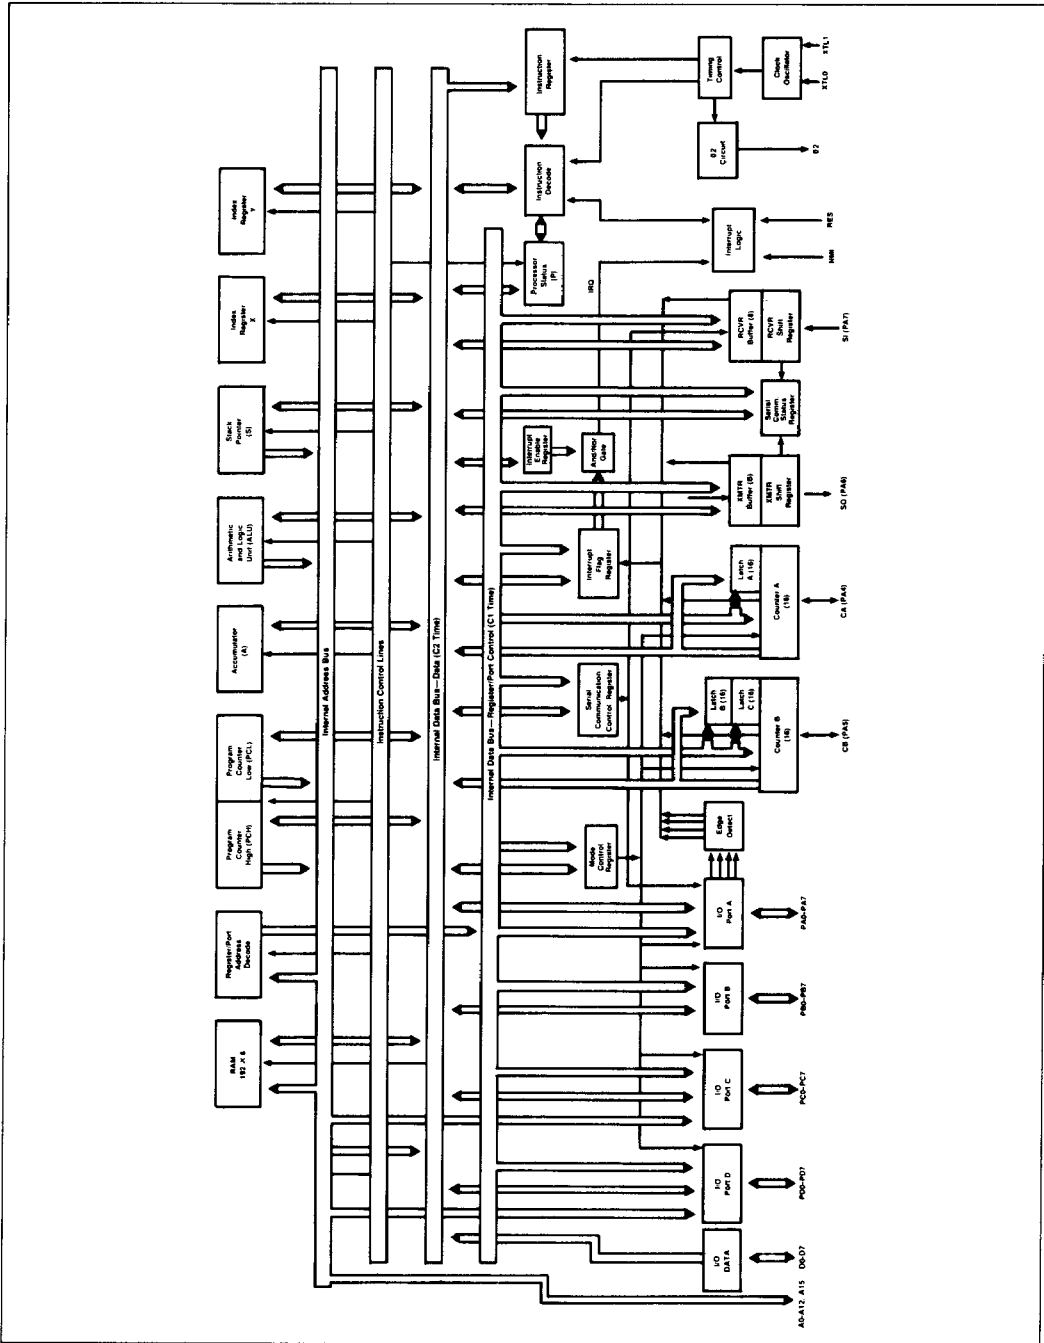 RAM
192 X 8
Register/Port
Address
Decode
Program
Counter
High (PCH)
Program
Counter
Low (PCL)
Accumulator
(A)
Arithmetic
and Logic
Unit (ALU)
Stack
Pointer
(S)
Index
Register
X
Index
Register
Y
Internal Address Bus
Instruction Control Lines
Internal Data Bus—Data (C2 Time)
Internal Data Bus—Register/Port Control (C1 Time)
Instruction
Register
Instruction
Decode
Processor
Status
(P)
Timing
Control
Clock
Oscillator
XTL1
XTLO
02
Circuit
02
Interrupt
Logic
RES
NMI
IRQ
Interrupt
Enable
Register
And/Nor
Gate
Interrupt
Flag
Register
Serial
Communication
Control Register
Mode
Control
Register
RCVR
Buffer (8)
RCVR
Shift
Register
SI (PA7)
Serial
Comm
Status
Register
XMTR
Buffer (8)
XMTR
Shift
Register
SO (PA6)
Latch
A (16)
Counter A
(16)
CA (PA4)
Latch
B (16)
Latch
C (16)
Counter B
(16)
CB (PA5)
Edge
Detect
I/O
Port A
PA0-PA7
I/O
Port B
PB0-PB7
I/O
Port C
PC0-PC7
I/O
Port D
PD0-PD7
I/O
DATA
D0-D7
A0-A12, A15